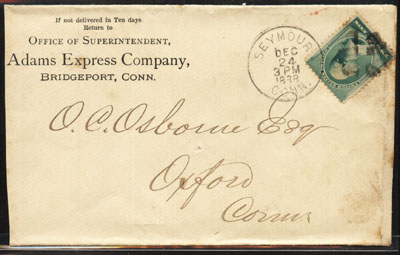 If not delivered in Ten days
Return to
OFFICE OF SUPERINTENDENT,
Adams Express Company,
BRIDGEPORT, CONN.
SEYMOUR
DEC
24
3 PM
1888
CONN.
O. C. Osborne Esq
Oxford
Conn